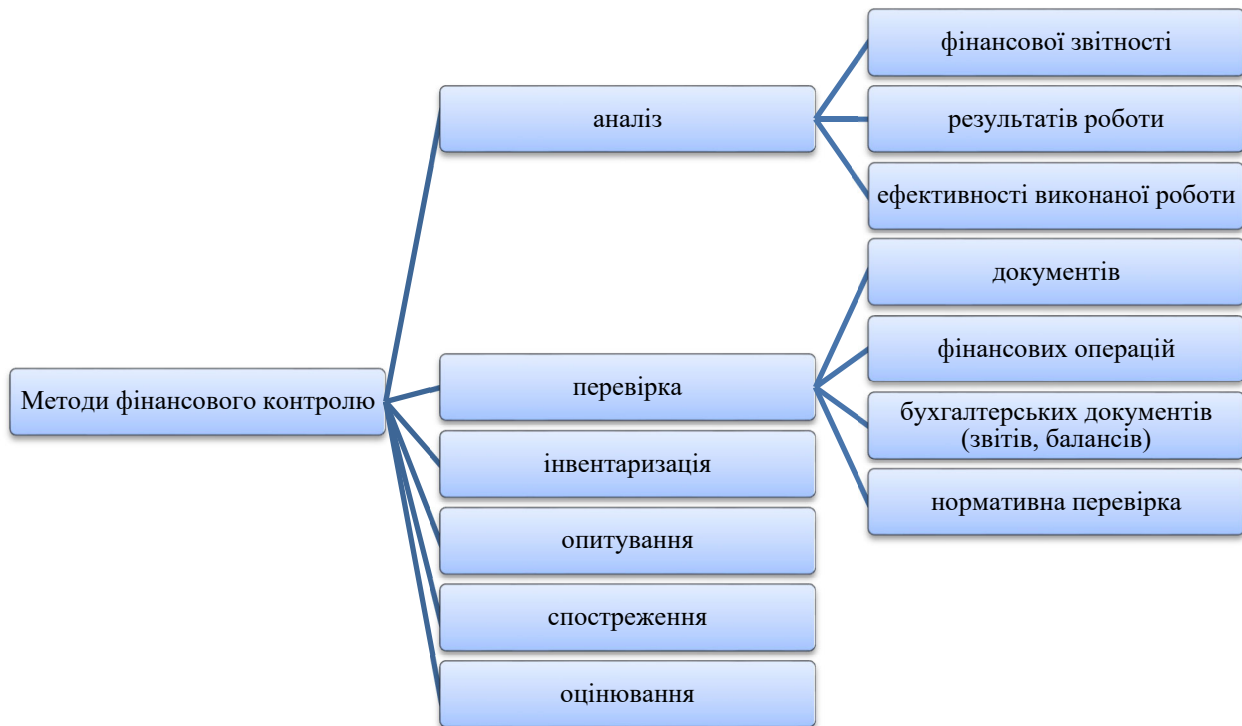 Методи фінансового контролю
аналіз
фінансової звітності
результатів роботи
ефективності виконаної роботи
перевірка
документів
фінансових операцій
бухгалтерських документів
(звітів, балансів)
нормативна перевірка
інвентаризація
опитування
спостреження
оцінювання